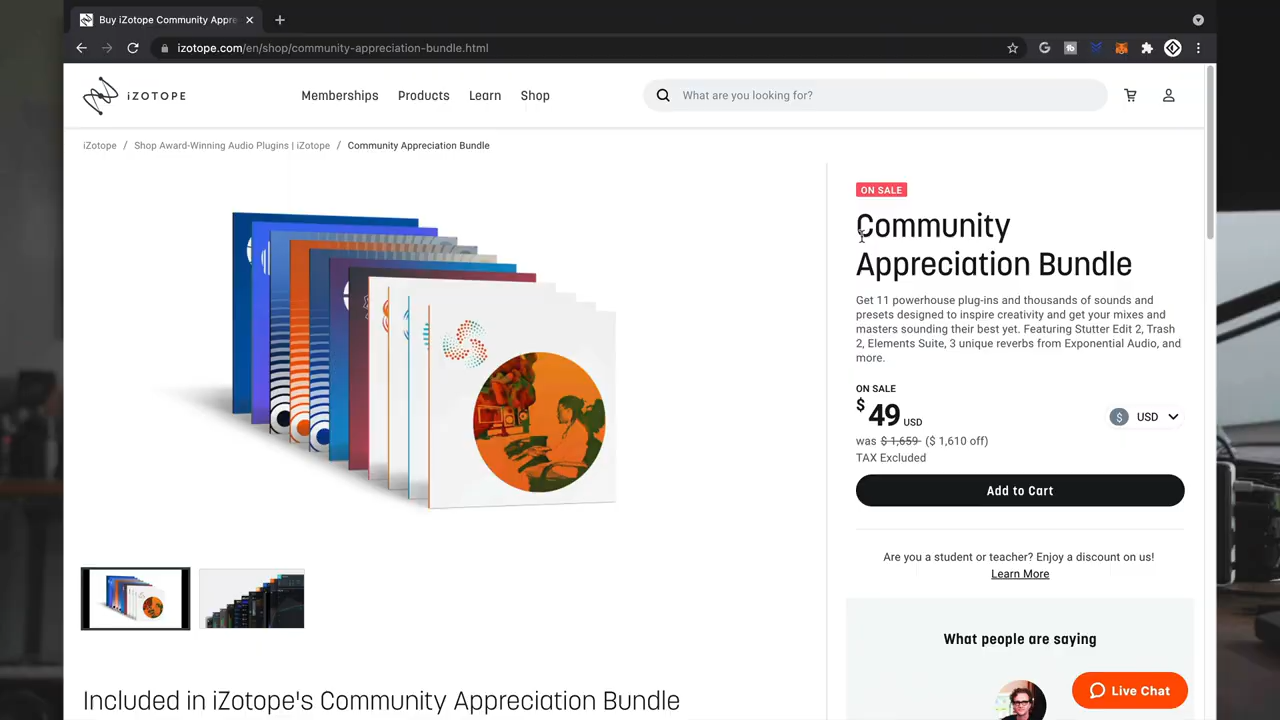 Buy iZotope Community Appre
izotope.com/en/shop/community-appreciation-bundle.html
iZOTOPE
Memberships
Products
Learn
Shop
What are you looking for?
iZotope / Shop Award-Winning Audio Plugins | iZotope / Community Appreciation Bundle
ON SALE
Community
Appreciation Bundle
Get 11 powerhouse plug-ins and thousands of sounds and
presets designed to inspire creativity and get your mixes and
masters sounding their best yet. Featuring Stutter Edit 2, Trash
2, Elements Suite, 3 unique reverbs from Exponential Audio, and
more.
ON SALE
$ 49 USD
$ USD
was $ 1,659 ($ 1,610 off)
TAX Excluded
Add to Cart
Are you a student or teacher? Enjoy a discount on us!
Learn More
What people are saying
Live Chat
Included in iZotope's Community Appreciation Bundle